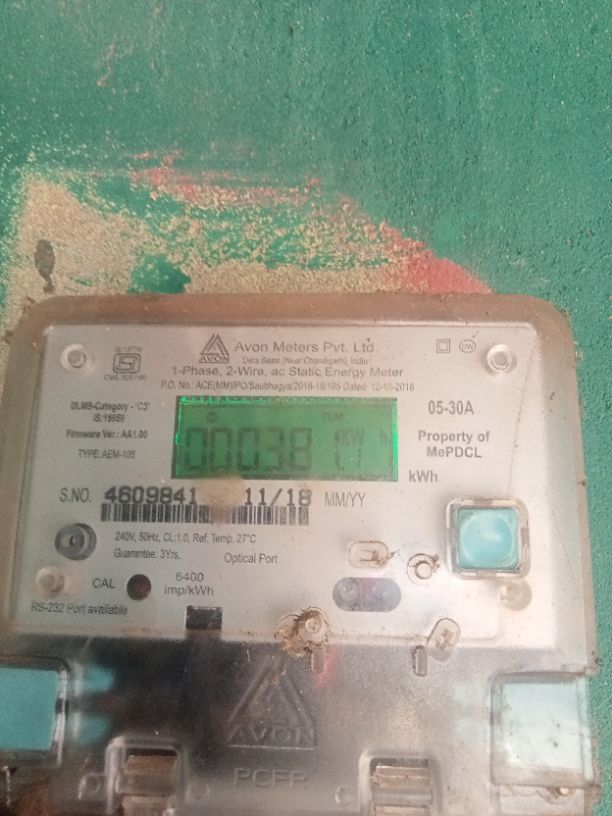 Avon Meters Pvt. Ltd.
AVON
Dera Bassi (Near Chandigarh), India
1-Phase, 2-Wire, ac Static Energy Meter
P.O. No.: ACE(MM)/PO/Saubhagya/2018-19/195 Dated: 12-10-2018
DLMS-Category - 'C3'
IS:15959
Firmware Ver.: AA1.00
TYPE: AEM-10S
CUM
kW h
05-30A
Property of
MePDCL
kWh
S.NO. 4609841 11/18 MM/YY
240V, 50Hz, CL:1.0, Ref. Temp. 27°C
Guarantee: 3Yrs.
Optical Port
CAL
6400
imp/kWh
RS-232 Port available
AVON